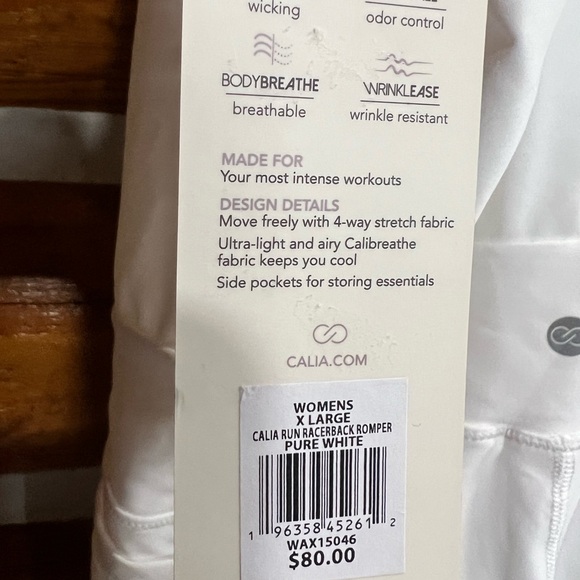 wicking
odor control
BODYBREATHE
breathable
WRINKLEASE
wrinkle resistant
MADE FOR
Your most intense workouts
DESIGN DETAILS
Move freely with 4-way stretch fabric
Ultra-light and airy Calibreathe
fabric keeps you cool
Side pockets for storing essentials
CALIA.COM
WOMENS
X LARGE
CALIA RUN RACERBACK ROMPER
PURE WHITE
1 96358 45261 2
WAX15046
$80.00